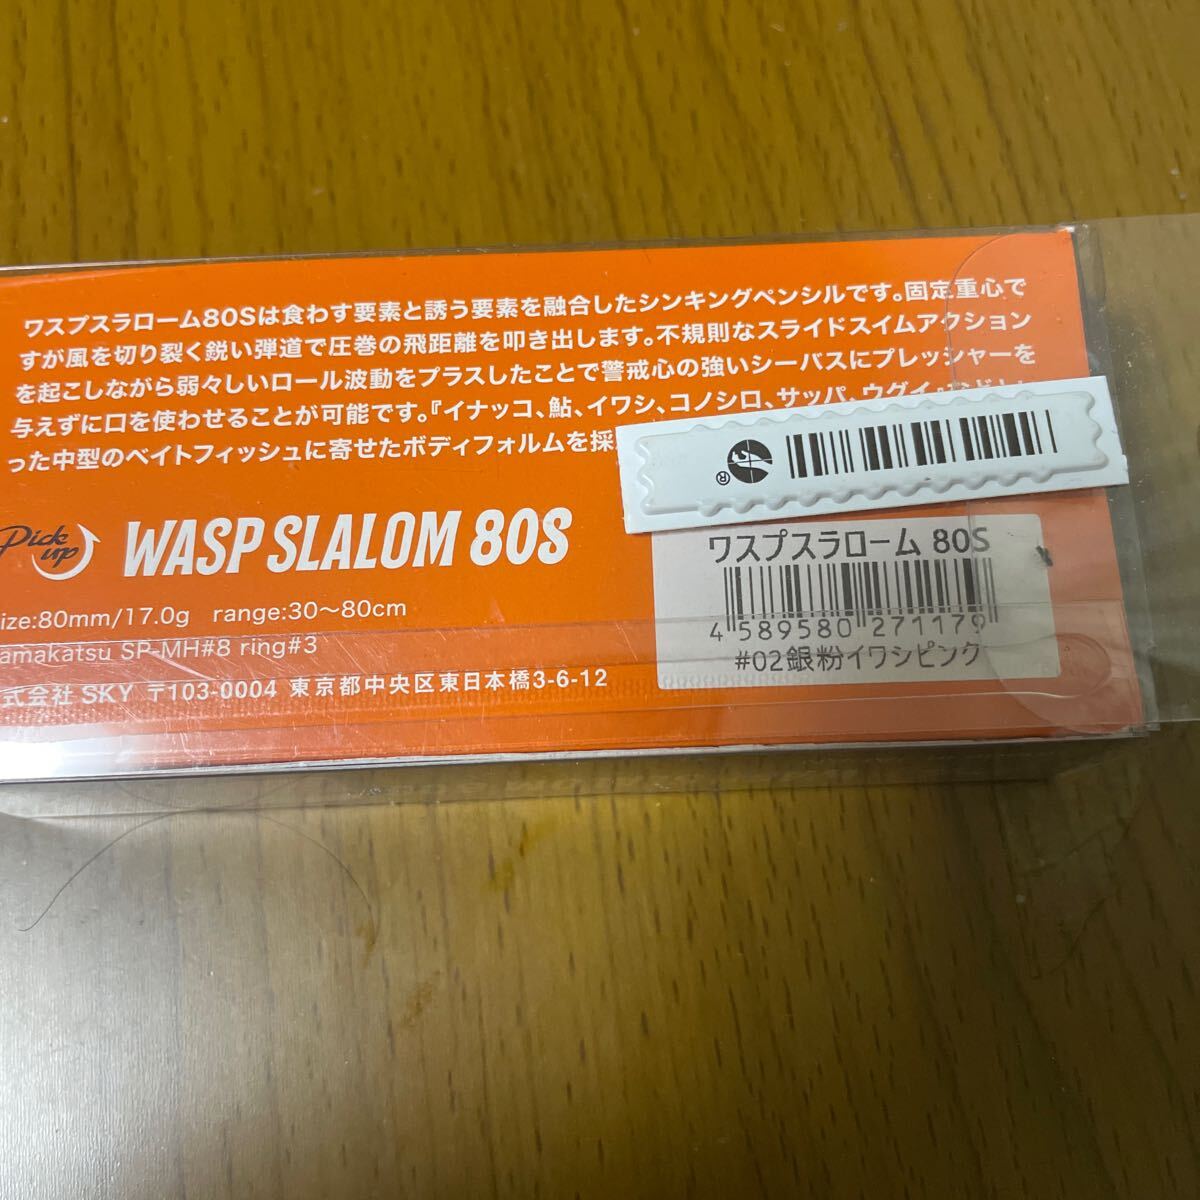 ワスプスラローム80Sは食わす要素と誘う要素を融合したシンキングペンシルです。固定重心で
すが風を切り裂く鋭い弾道で圧巻の飛距離を叩き出します。不規則なスライドスイムアクション
を起こしながら弱々しいロール波動をプラスしたことで警戒心の強いシーバスにプレッシャーを
与えずに口を使わせることが可能です。『イナッコ、鮎、イワシ、コノシロ、サッパ、ウグイ
った中型のベイトフィッシュに寄せたボディフォルムを採
®
Pick up
WASP SLALOM 80S
ize:80mm/17.0g range:30～80cm
amakatsu SP-MH#8 ring#3
式会社 SKY 〒103-0004 東京都中央区東日本橋3-6-12
ワスプスラローム 80S
4 589580 271179
#02銀粉イワシピンク